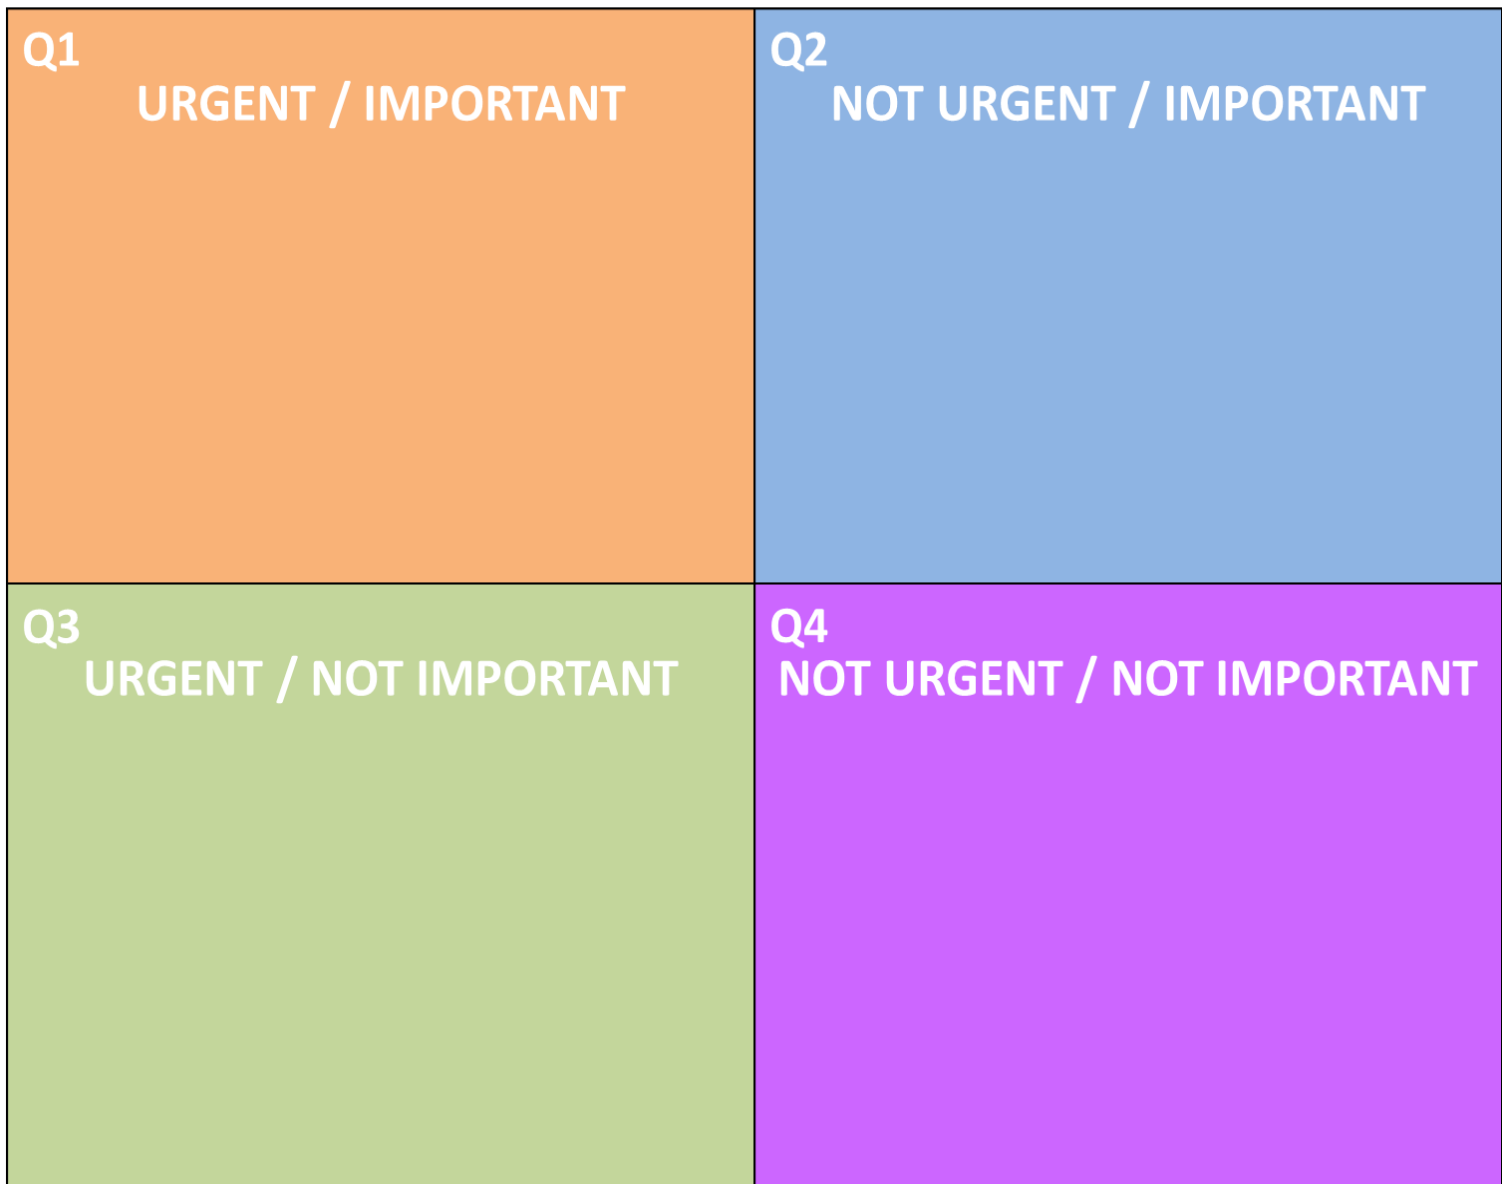 Q1
URGENT / IMPORTANT
Q2
NOT URGENT / IMPORTANT
Q3
URGENT / NOT IMPORTANT
Q4
NOT URGENT / NOT IMPORTANT